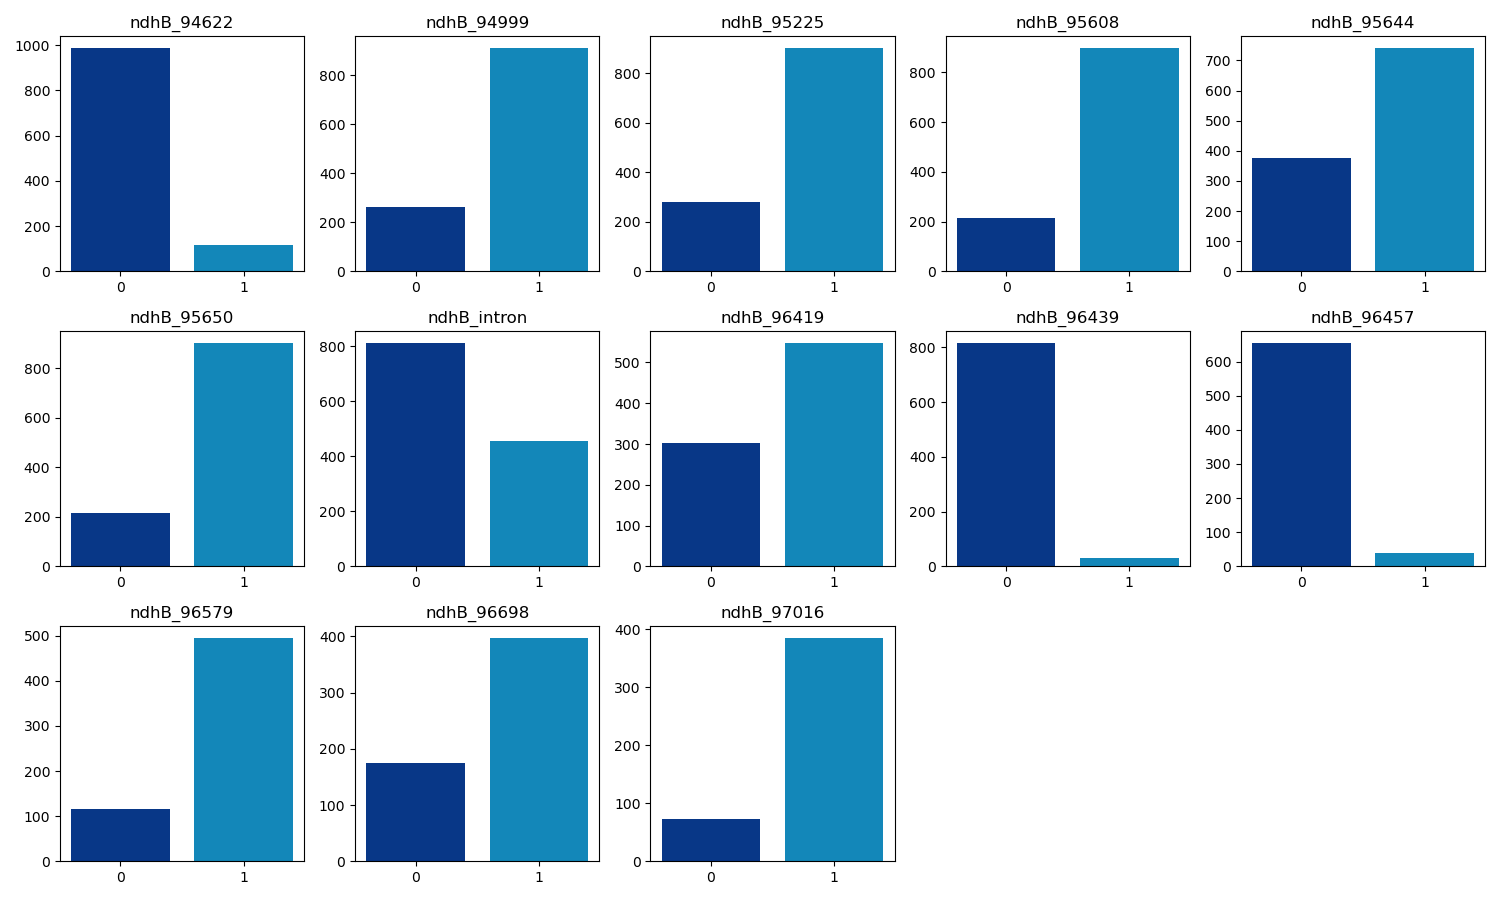 ndhB_94622 ndhB_94999 ndhB_95225 ndhB_95608 ndhB_95644
1000 800 600 400 200 0
0 1
800 600 400 200 0
0 1
800 600 400 200 0
0 1
800 600 400 200 0
0 1
700 600 500 400 300 200 100 0
0 1
ndhB_95650 ndhB_intron ndhB_96419 ndhB_96439 ndhB_96457
800 600 400 200 0
0 1
800 600 400 200 0
0 1
500 400 300 200 100 0
0 1
800 600 400 200 0
0 1
600 500 400 300 200 100 0
0 1
ndhB_96579 ndhB_96698 ndhB_97016
500 400 300 200 100 0
0 1
400 300 200 100 0
0 1
400 300 200 100 0
0 1